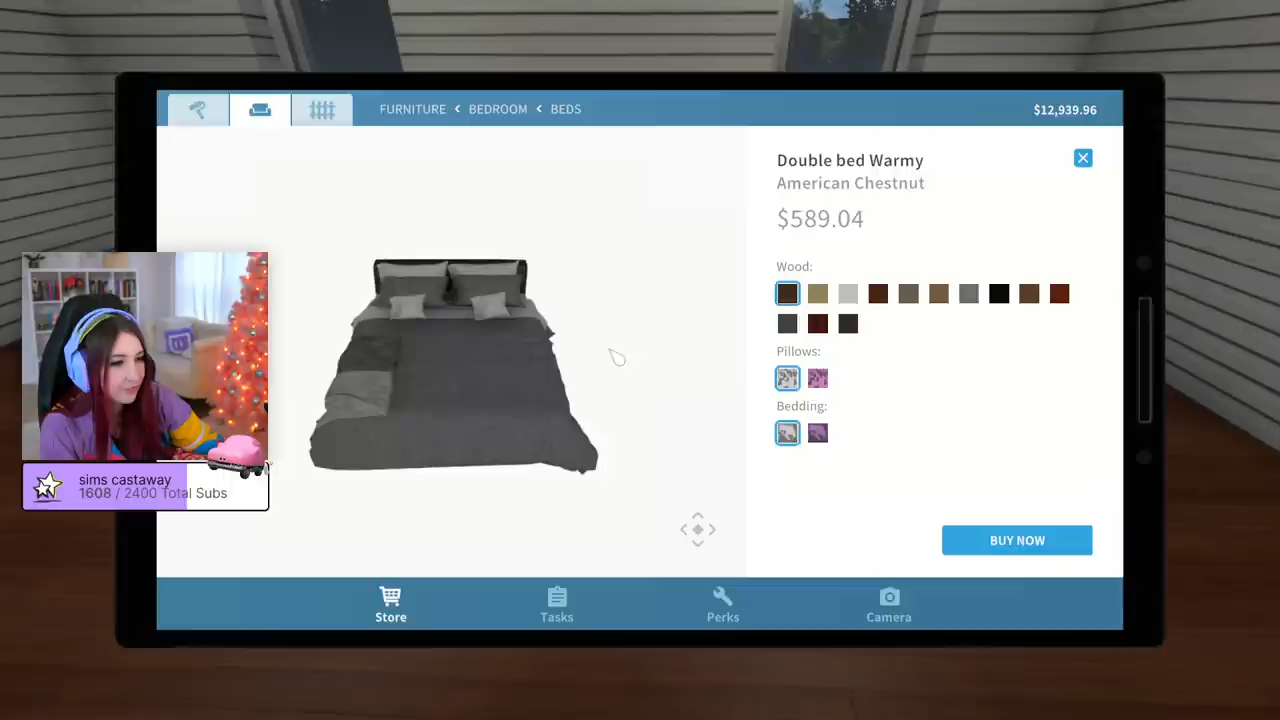 FURNITURE < BEDROOM < BEDS
$12,939.96
Double bed Warmy
American Chestnut
$589.04
Wood:
Pillows:
Bedding:
BUY NOW
sims castaway
1608 / 2400 Total Subs
Store
Tasks
Perks
Camera